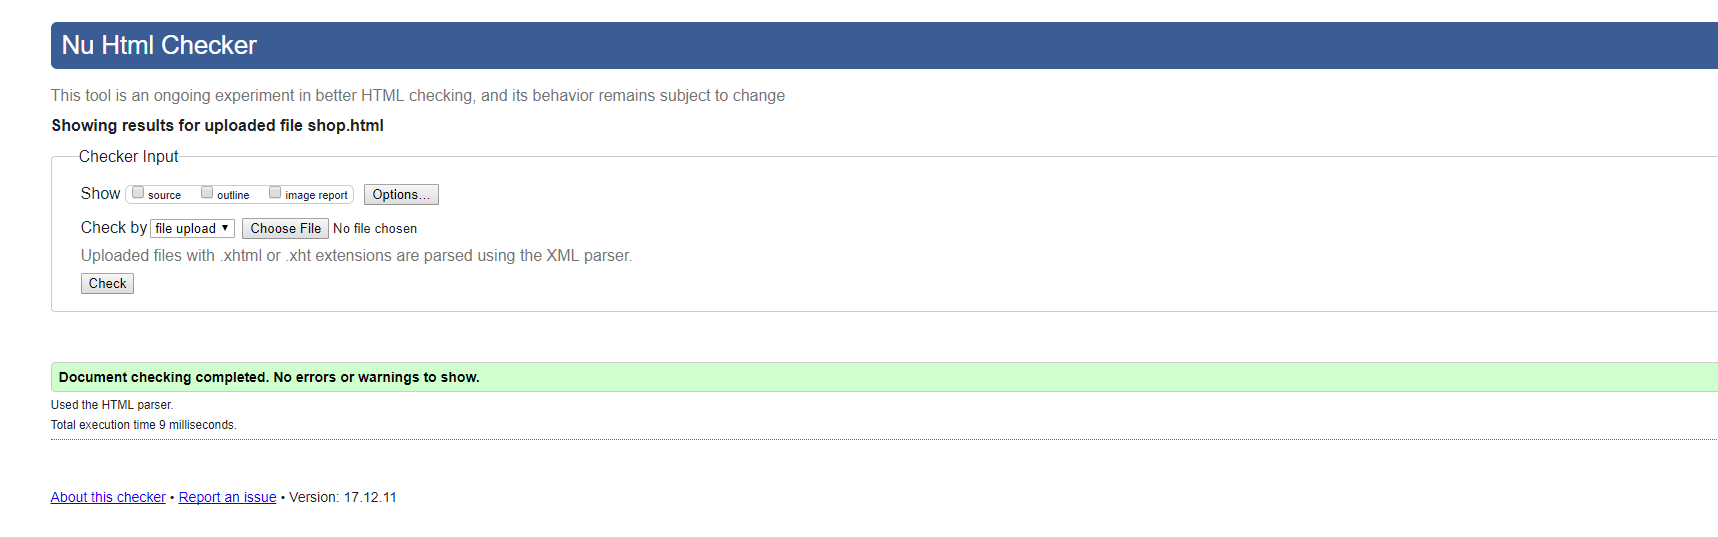 Nu Html Checker
This tool is an ongoing experiment in better HTML checking, and its behavior remains subject to change
Showing results for uploaded file shop.html
Checker Input
Show source outline image report Options...
Check by file upload Choose File No file chosen
Uploaded files with .xhtml or .xht extensions are parsed using the XML parser.
Check
Document checking completed. No errors or warnings to show.
Used the HTML parser.
Total execution time 9 milliseconds.
About this checker • Report an issue • Version: 17.12.11